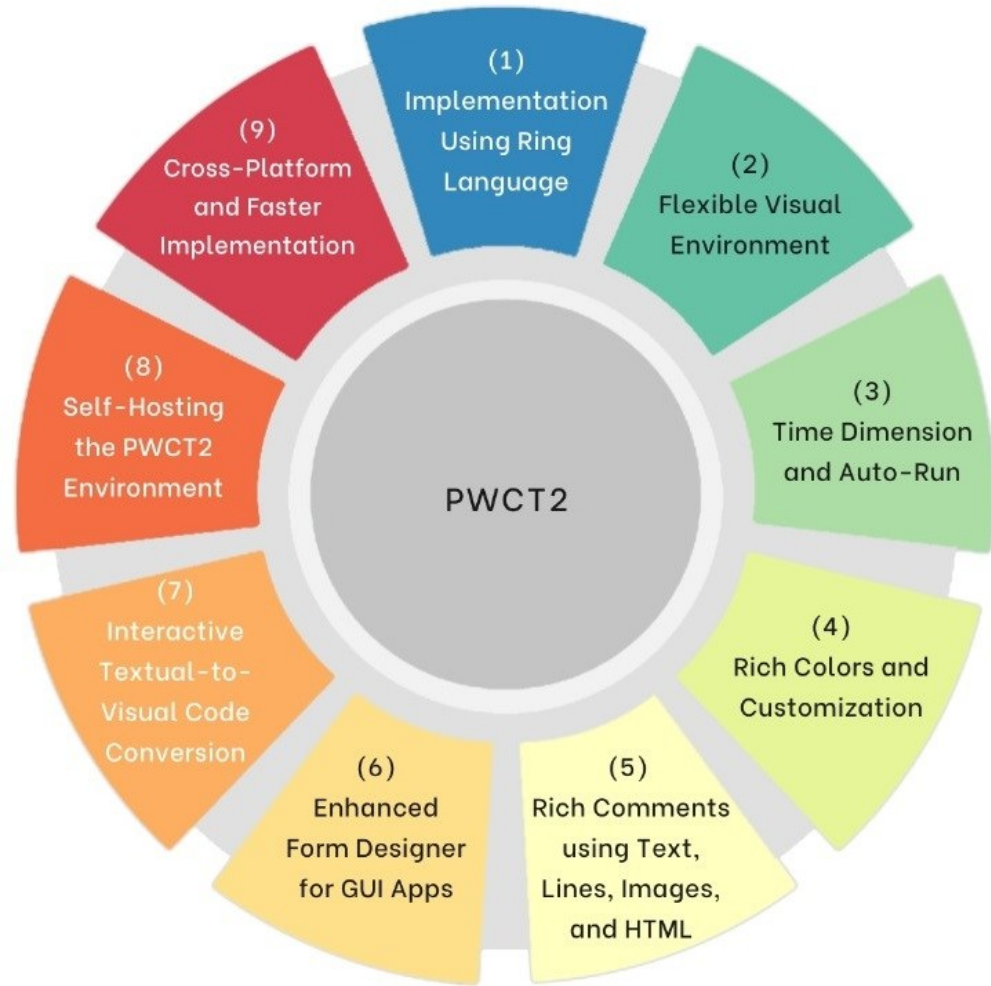 (1)
Implementation
Using Ring
Language
(2)
Flexible Visual
Environment
(3)
Time Dimension
and Auto-Run
(4)
Rich Colors and
Customization
(5)
Rich Comments
using Text,
Lines, Images,
and HTML
(6)
Enhanced
Form Designer
for GUI Apps
(7)
Interactive
Textual-to-
Visual Code
Conversion
(8)
Self-Hosting
the PWCT2
Environment
(9)
Cross-Platform
and Faster
Implementation
PWCT2